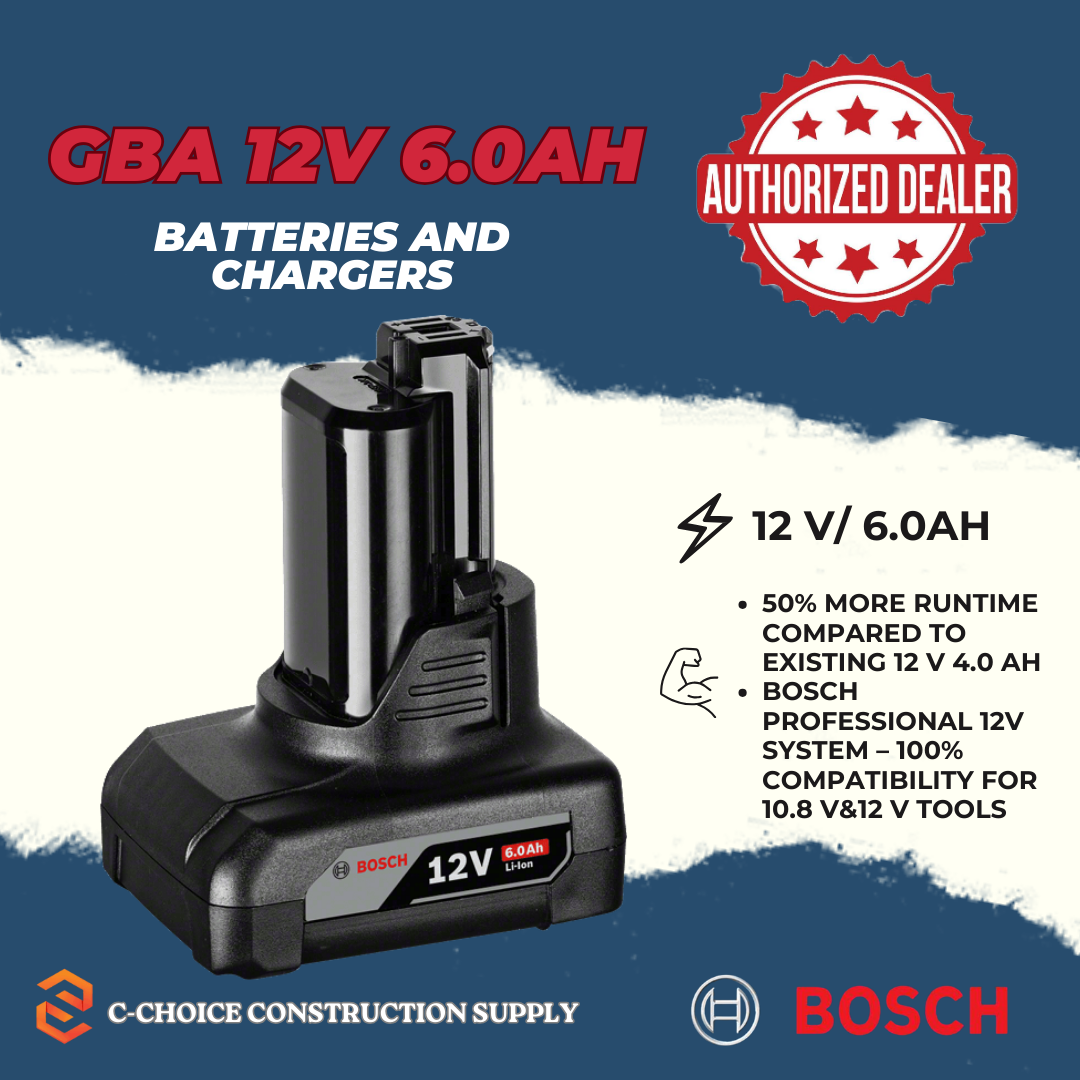 GBA 12V 6.0AH
BATTERIES AND
CHARGERS
AUTHORIZED DEALER
12 V/ 6.0AH
• 50% MORE RUNTIME
COMPARED TO
EXISTING 12 V 4.0 AH
• BOSCH
PROFESSIONAL 12V
SYSTEM – 100%
COMPATIBILITY FOR
10.8 V&12 V TOOLS
BOSCH 12V 6.0Ah
Li-Ion
C-CHOICE CONSTRUCTION SUPPLY
BOSCH